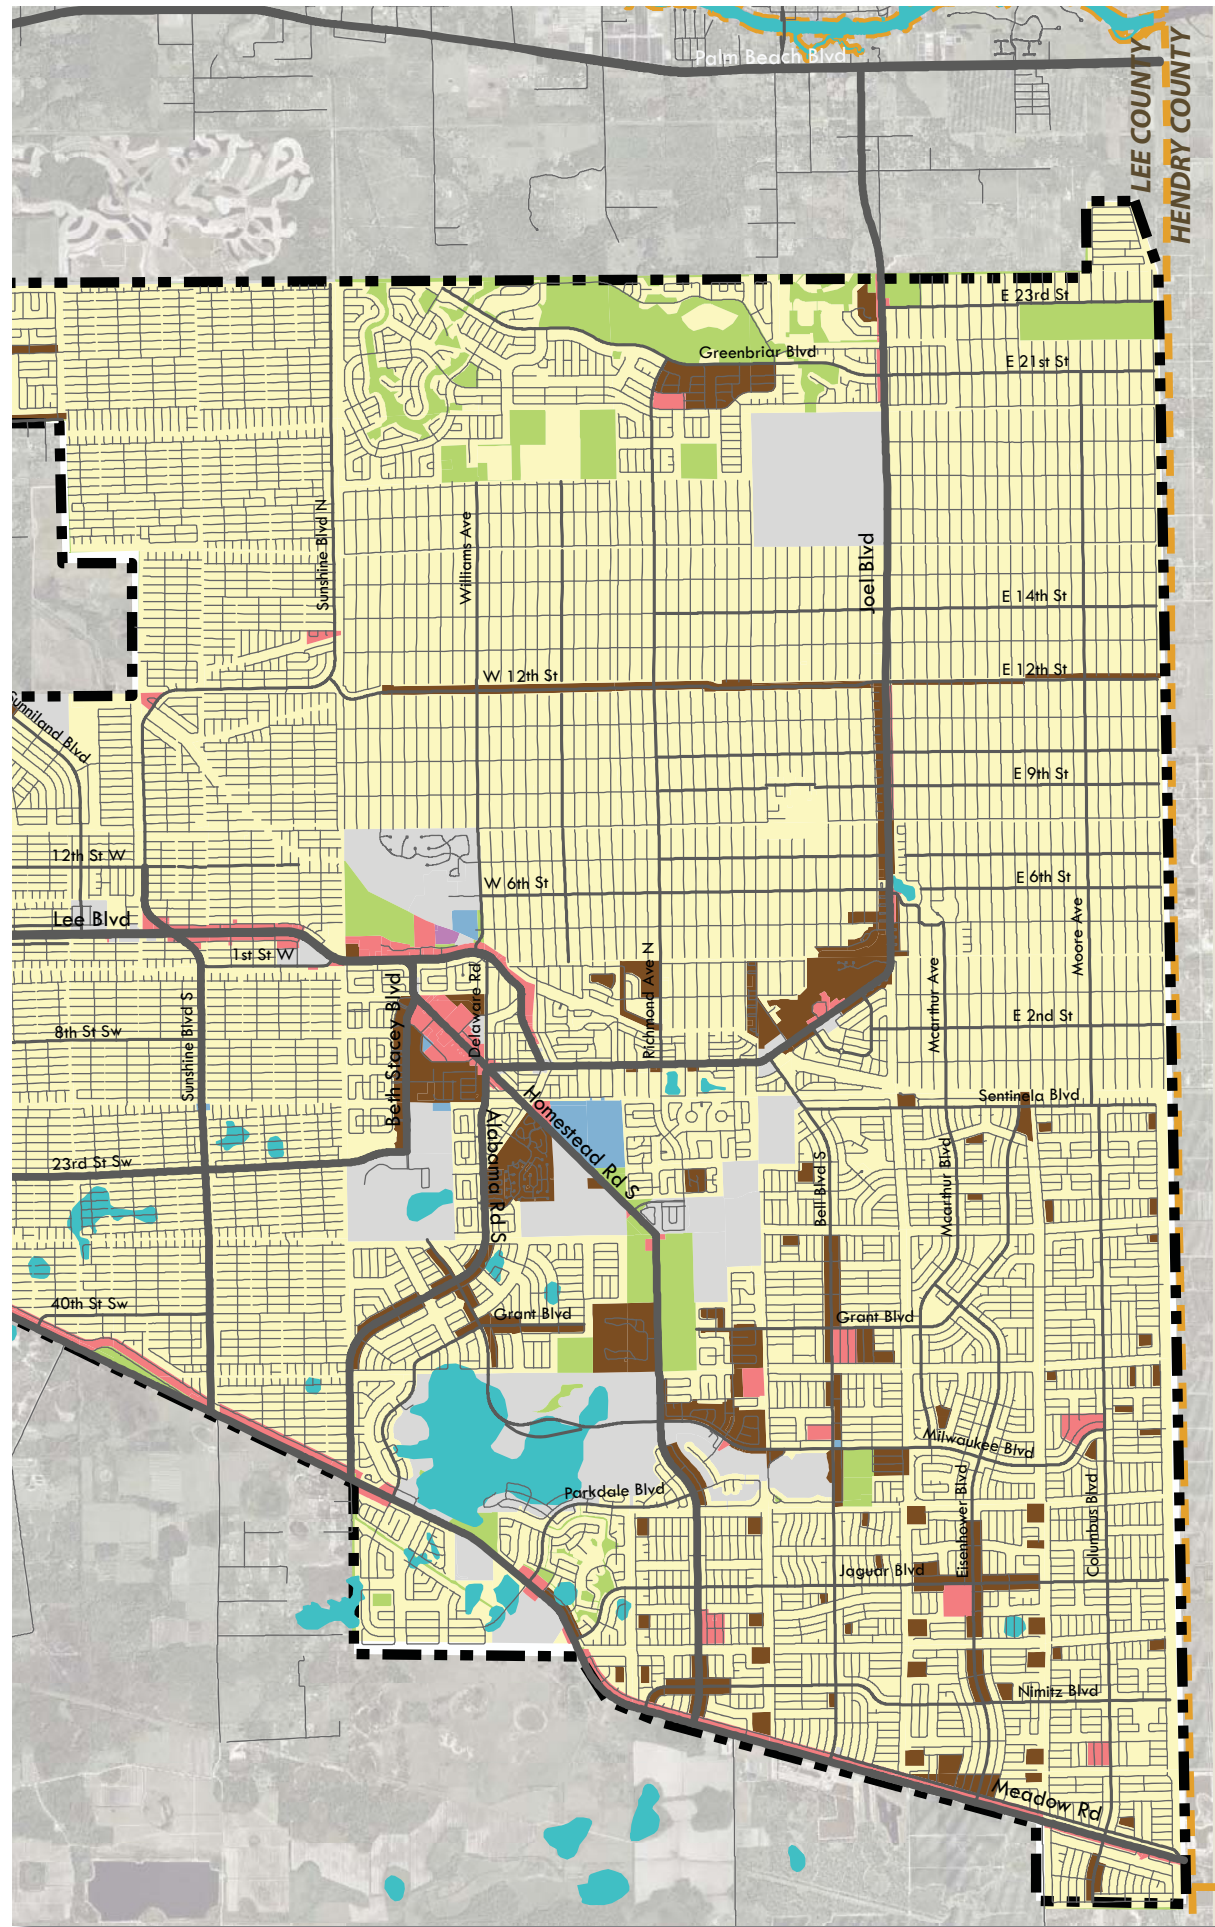 Palm Beach Blvd
LEE COUNTY
HENDRY COUNTY
E 23rd St
Greenbriar Blvd
E 21st St
Sunshine Blvd N
Williams Ave
Joel Blvd
E 14th St
W 12th St
E 12th St
Sunniland Blvd
E 9th St
12th St W
W 6th St
E 6th St
Lee Blvd
1st St W
Moore Ave
Richmond Ave N
Delaware Rd
Mcarthur Ave
Beth Stacey Blvd
8th St Sw
Sunshine Blvd S
E 2nd St
Homestead Rd S
Sentinela Blvd
Alabama Rd S
23rd St Sw
Bell Blvd S
Mcarthur Blvd
40th St Sw
Grant Blvd
Grant Blvd
Milwaukee Blvd
Parkdale Blvd
Eisenhower Blvd
Columbus Blvd
Jaguar Blvd
Nimitz Blvd
Meadow Rd